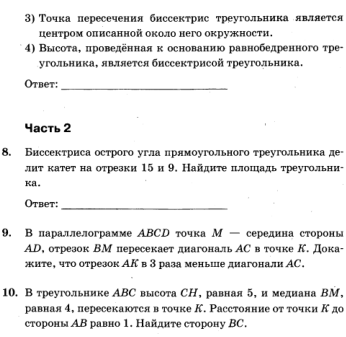 3) Точка пересечения биссектрис треугольника является
центром описанной около него окружности.
4) Высота, проведённая к основанию равнобедренного тре-
угольника, является биссектрисой треугольника.
Ответ:
Часть 2
8. Биссектриса острого угла прямоугольного треугольника де-
лит катет на отрезки 15 и 9. Найдите площадь треугольни-
ка.
Ответ:
9. В параллелограмме ABCD точка M — середина стороны
AD, отрезок BM пересекает диагональ AC в точке K. Дока-
жите, что отрезок AK в 3 раза меньше диагонали AC.
10. В треугольнике ABC высота CH, равная 5, и медиана BM,
равная 4, пересекаются в точке K. Расстояние от точки K до
стороны AB равно 1. Найдите сторону BC.